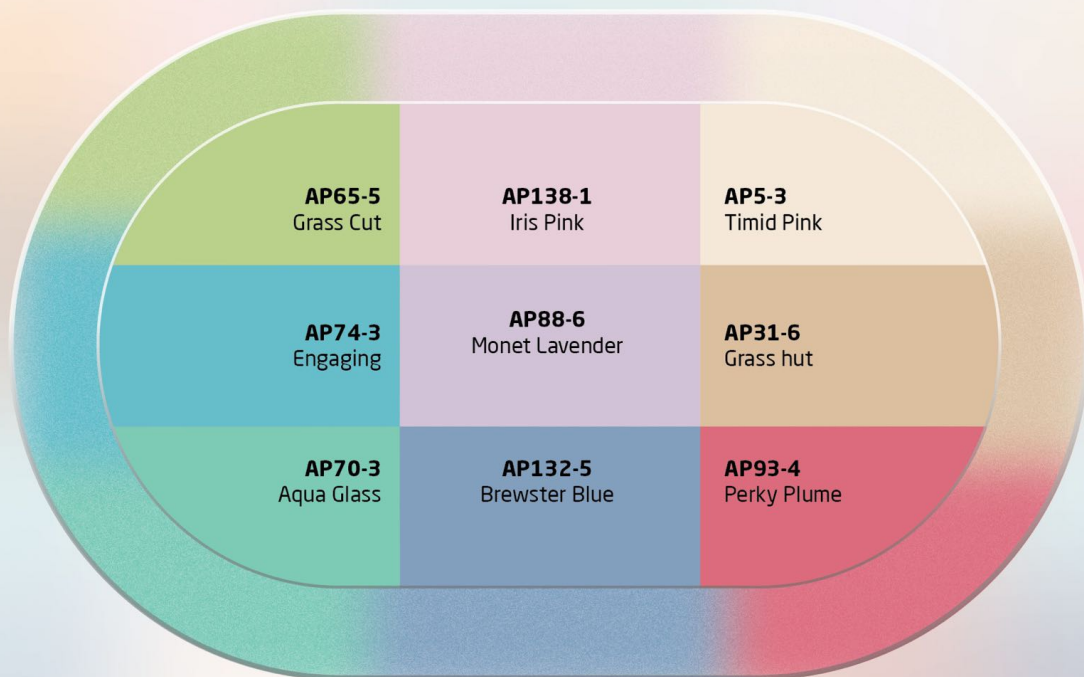 AP65-5
Grass Cut
AP138-1
Iris Pink
AP5-3
Timid Pink
AP74-3
Engaging
AP88-6
Monet Lavender
AP31-6
Grass hut
AP70-3
Aqua Glass
AP132-5
Brewster Blue
AP93-4
Perky Plume